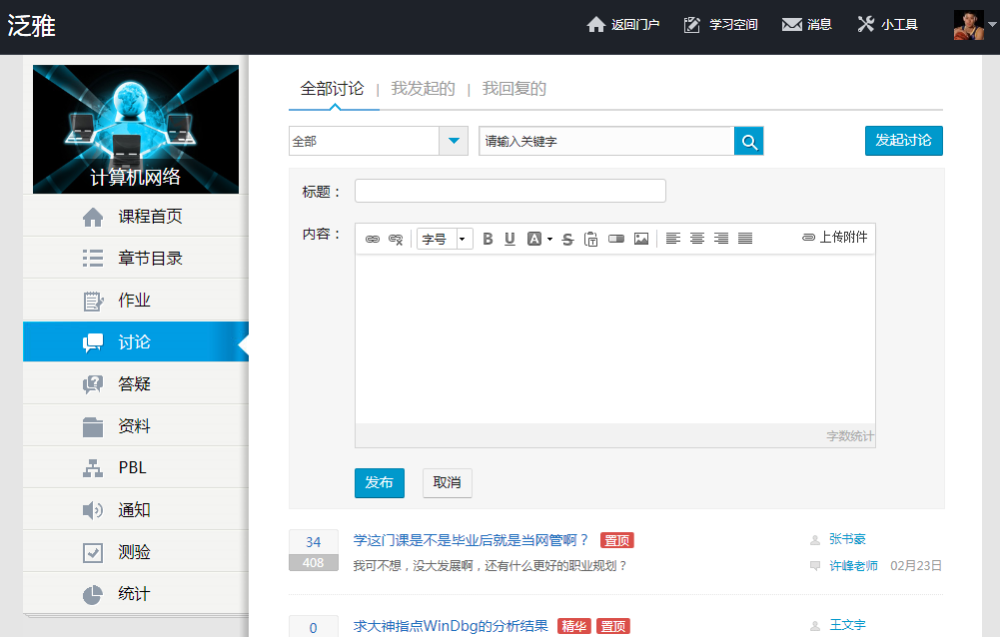 泛雅
返回门户 学习空间 消息 小工具
计算机网络
课程首页
章节目录
作业
讨论
答疑
资料
PBL
通知
测验
统计
全部讨论 | 我发起的 | 我回复的
全部 请输入关键字 发起讨论
标题：
内容： 字号 B U A S 上传附件
字数统计
发布 取消
34 学这门课是不是毕业后就是当网管啊？ 置顶 张书豪
408 我可不想，没大发展啊，还有什么更好的职业规划？ 许峰老师 02月23日
0 求大神指点WinDbg的分析结果 精华 置顶 王文宇